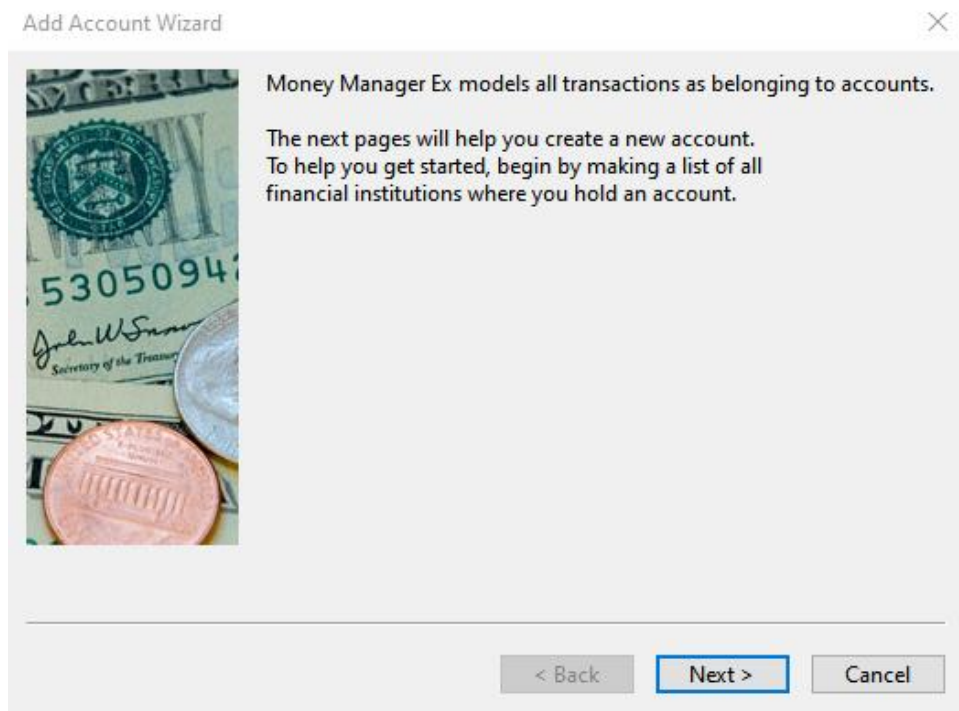 Add Account Wizard
Money Manager Ex models all transactions as belonging to accounts.
The next pages will help you create a new account.
To help you get started, begin by making a list of all
financial institutions where you hold an account.
53050942
Secretary of the Treasury
< Back
Next >
Cancel